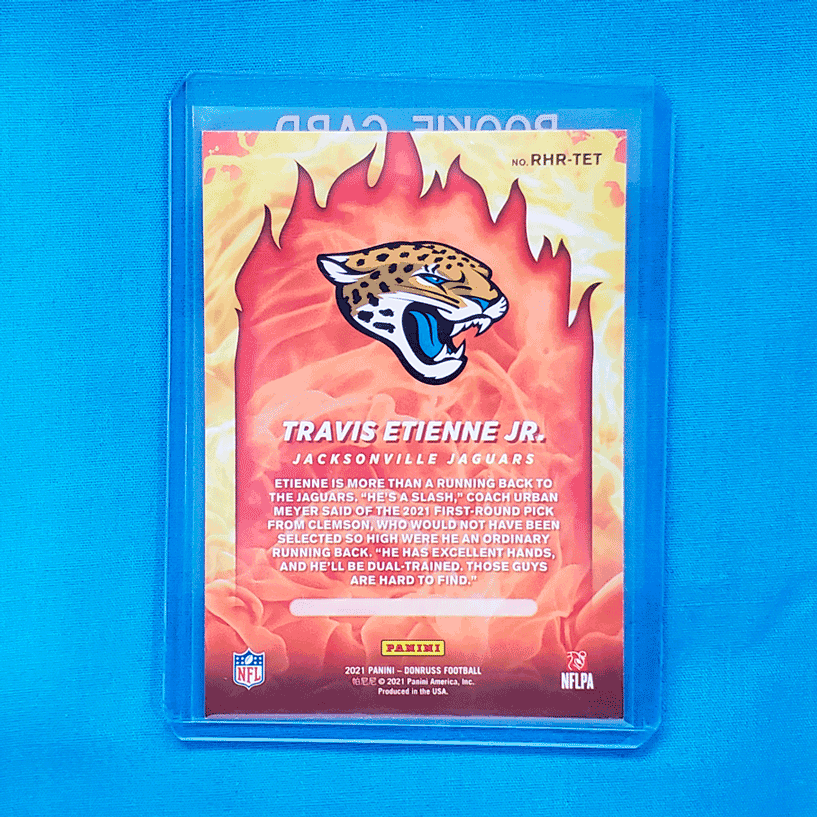 ROOKIE CARD
NO. RHR-TET
TRAVIS ETIENNE JR.
JACKSONVILLE JAGUARS
ETIENNE IS MORE THAN A RUNNING BACK TO
THE JAGUARS. “HE’S A SLASH,” COACH URBAN
MEYER SAID OF THE 2021 FIRST-ROUND PICK
FROM CLEMSON, WHO WOULD NOT HAVE BEEN
SELECTED SO HIGH WERE HE AN ORDINARY
RUNNING BACK. “HE HAS EXCELLENT HANDS,
AND HE’LL BE DUAL-TRAINED. THOSE GUYS
ARE HARD TO FIND.”
PANINI
2021 PANINI – DONRUSS FOOTBALL
帕尼尼 © 2021 Panini America, Inc.
Produced in the USA.
NFL
NFLPA